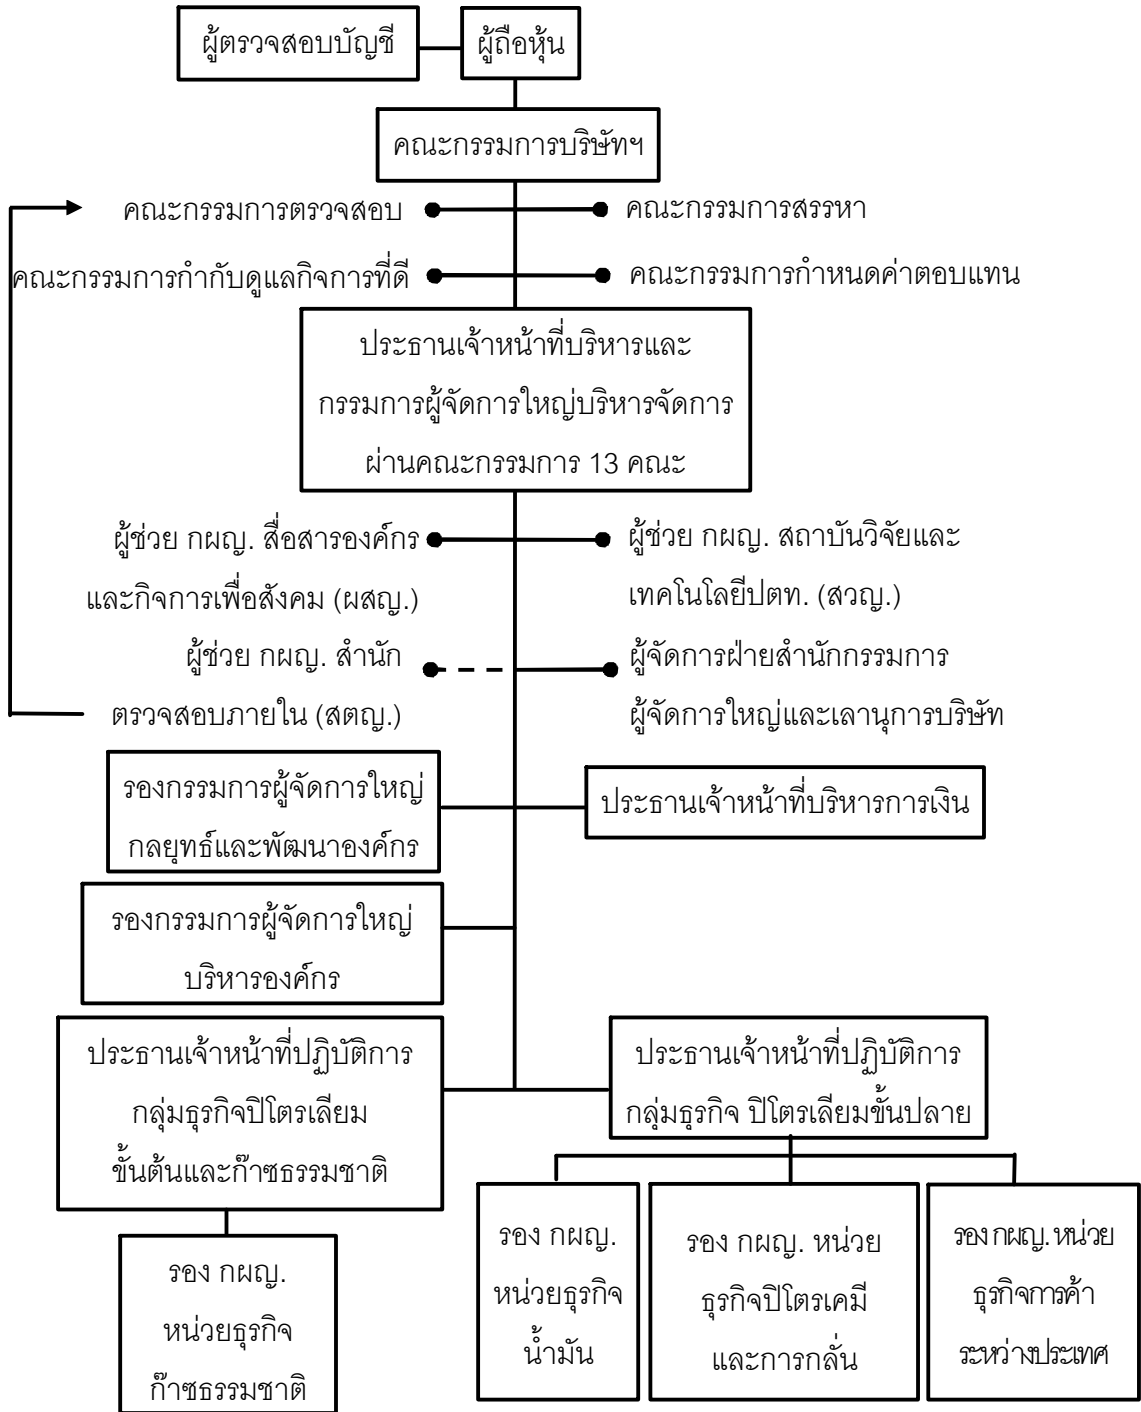 ผู้ตรวจสอบบัญชี
ผู้ถือหุ้น
คณะกรรมการบริษัทฯ
คณะกรรมการตรวจสอบ
คณะกรรมการสรรหา
คณะกรรมการกำกับดูแลกิจการที่ดี
คณะกรรมการกำหนดค่าตอบแทน
ประธานเจ้าหน้าที่บริหารและ
กรรมการผู้จัดการใหญ่บริหารจัดการ
ผ่านคณะกรรมการ 13 คณะ
ผู้ช่วย กผญ. สื่อสารองค์กร
และกิจการเพื่อสังคม (ผสญ.)
ผู้ช่วย กผญ. สถาบันวิจัยและ
เทคโนโลยีปตท. (สวญ.)
ผู้ช่วย กผญ. สำนัก
ตรวจสอบภายใน (สตญ.)
ผู้จัดการฝ่ายสำนักกรรมการ
ผู้จัดการใหญ่และเลานุการบริษัท
รองกรรมการผู้จัดการใหญ่
กลยุทธ์และพัฒนาองค์กร
ประธานเจ้าหน้าที่บริหารการเงิน
รองกรรมการผู้จัดการใหญ่
บริหารองค์กร
ประธานเจ้าหน้าที่ปฏิบัติการ
กลุ่มธุรกิจปิโตรเลียม
ขั้นต้นและก๊าซธรรมชาติ
ประธานเจ้าหน้าที่ปฏิบัติการ
กลุ่มธุรกิจ ปิโตรเลียมขั้นปลาย
รอง กผญ.
หน่วยธุรกิจ
ก๊าซธรรมชาติ
รอง กผญ.
หน่วยธุรกิจ
น้ำมัน
รอง กผญ. หน่วย
ธุรกิจปิโตรเคมี
และการกลั่น
รอง กผญ. หน่วย
ธุรกิจการค้า
ระหว่างประเทศ